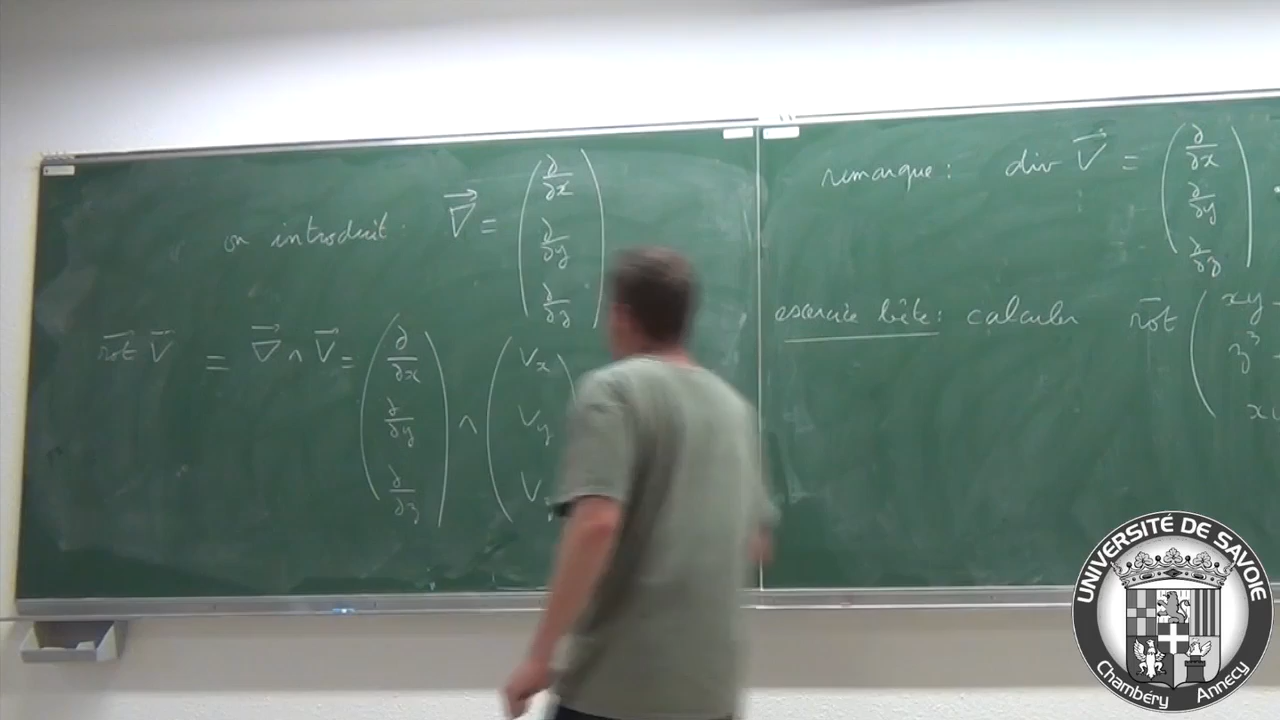 on introduit : ∇⃗ = ( ∂/∂x
∂/∂y
∂/∂z )
rot⃗ V⃗ = ∇⃗ ∧ V⃗ = ( ∂/∂x
∂/∂y
∂/∂z ) ∧ ( Vx
Vy
V
remarque : div V⃗ = ( ∂/∂x
∂/∂y
∂/∂z ) .
exercice bête : calculer rot⃗ ( xy
z³
x
UNIVERSITÉ DE SAVOIE
Chambéry Annecy